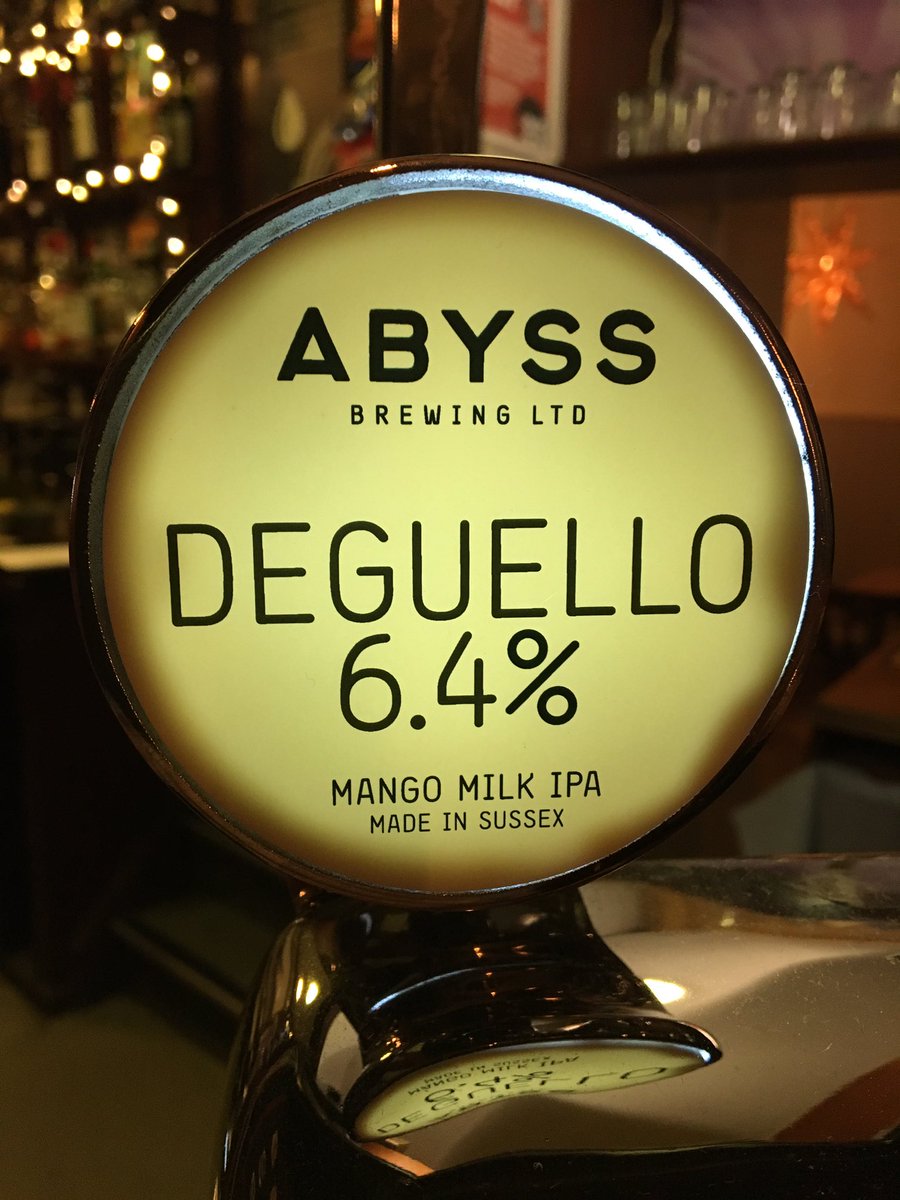 ABYSS
BREWING LTD
DEGUELLO
6.4%
MANGO MILK IPA
MADE IN SUSSEX